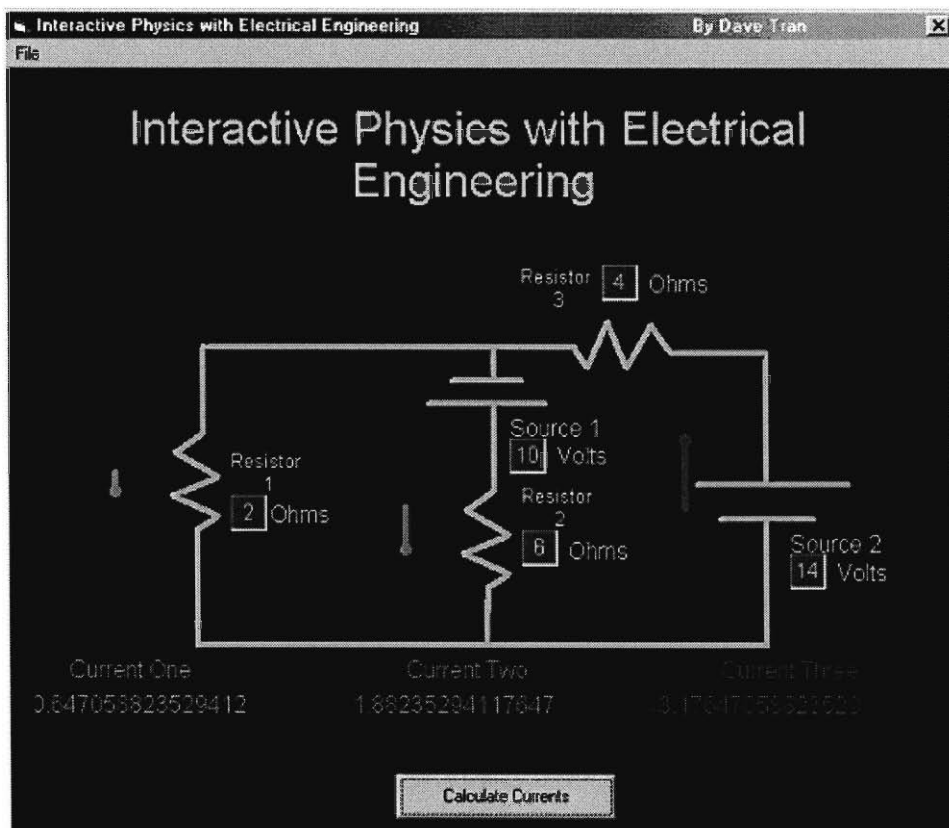 Interactive Physics with Electrical Engineering By Dave Tran
File
Interactive Physics with Electrical
Engineering
Resistor 4 Ohms
3
Source 1
10 Volts
Resistor
1
2 Ohms
Resistor
2
6 Ohms
Source 2
14 Volts
Current One Current Two Current Three
0.647058823529412 1.88235294117647
Calculate Currents